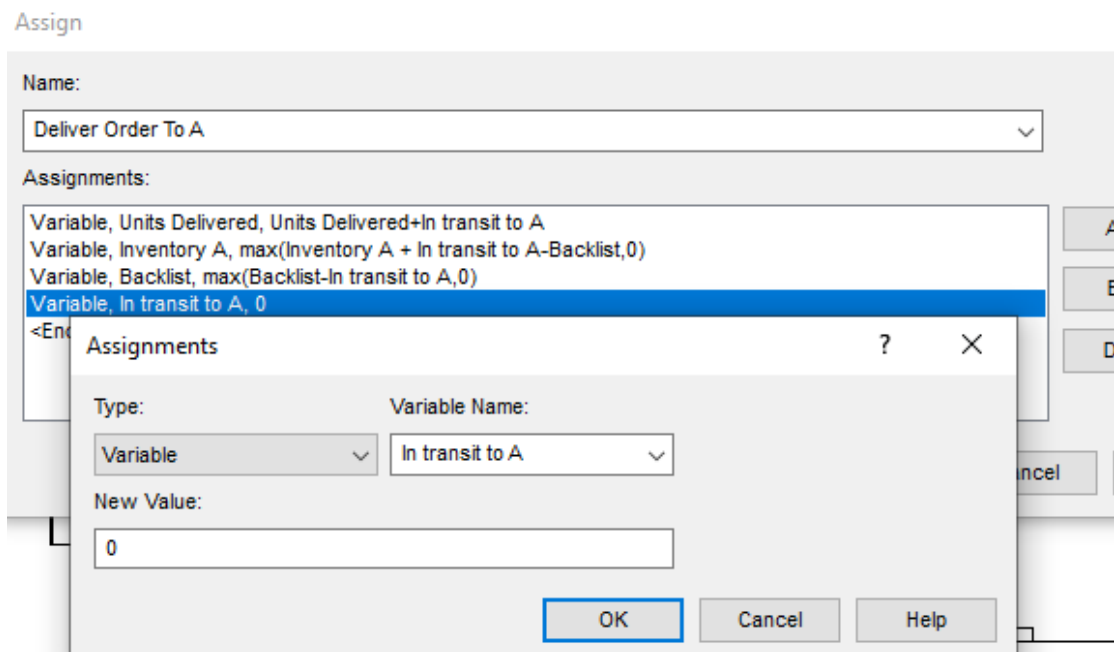 Assign
Name:
Deliver Order To A
Assignments:
Variable, Units Delivered, Units Delivered+In transit to A
Variable, Inventory A, max(Inventory A + In transit to A-Backlist,0)
A
Variable, Backlist, max(Backlist-In transit to A,0)
Variable, In transit to A, 0
E
<End
D
Assignments
?
Type:
Variable Name:
Variable
In transit to A
ncel
New Value:
0
OK
Cancel
Help